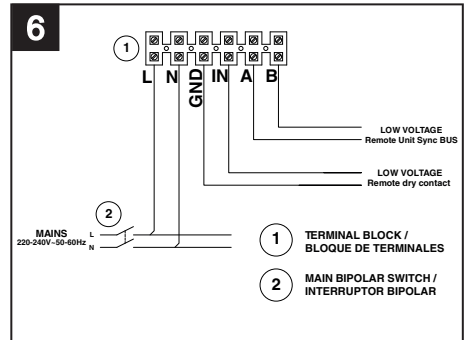 6
1
L N GND IN A B
LOW VOLTAGE
Remote Unit Sync BUS
LOW VOLTAGE
Remote dry contact
2
MAINS
220-240V~50-60Hz
L
N
1 TERMINAL BLOCK /
BLOQUE DE TERMINALES
2 MAIN BIPOLAR SWITCH /
INTERRUPTOR BIPOLAR